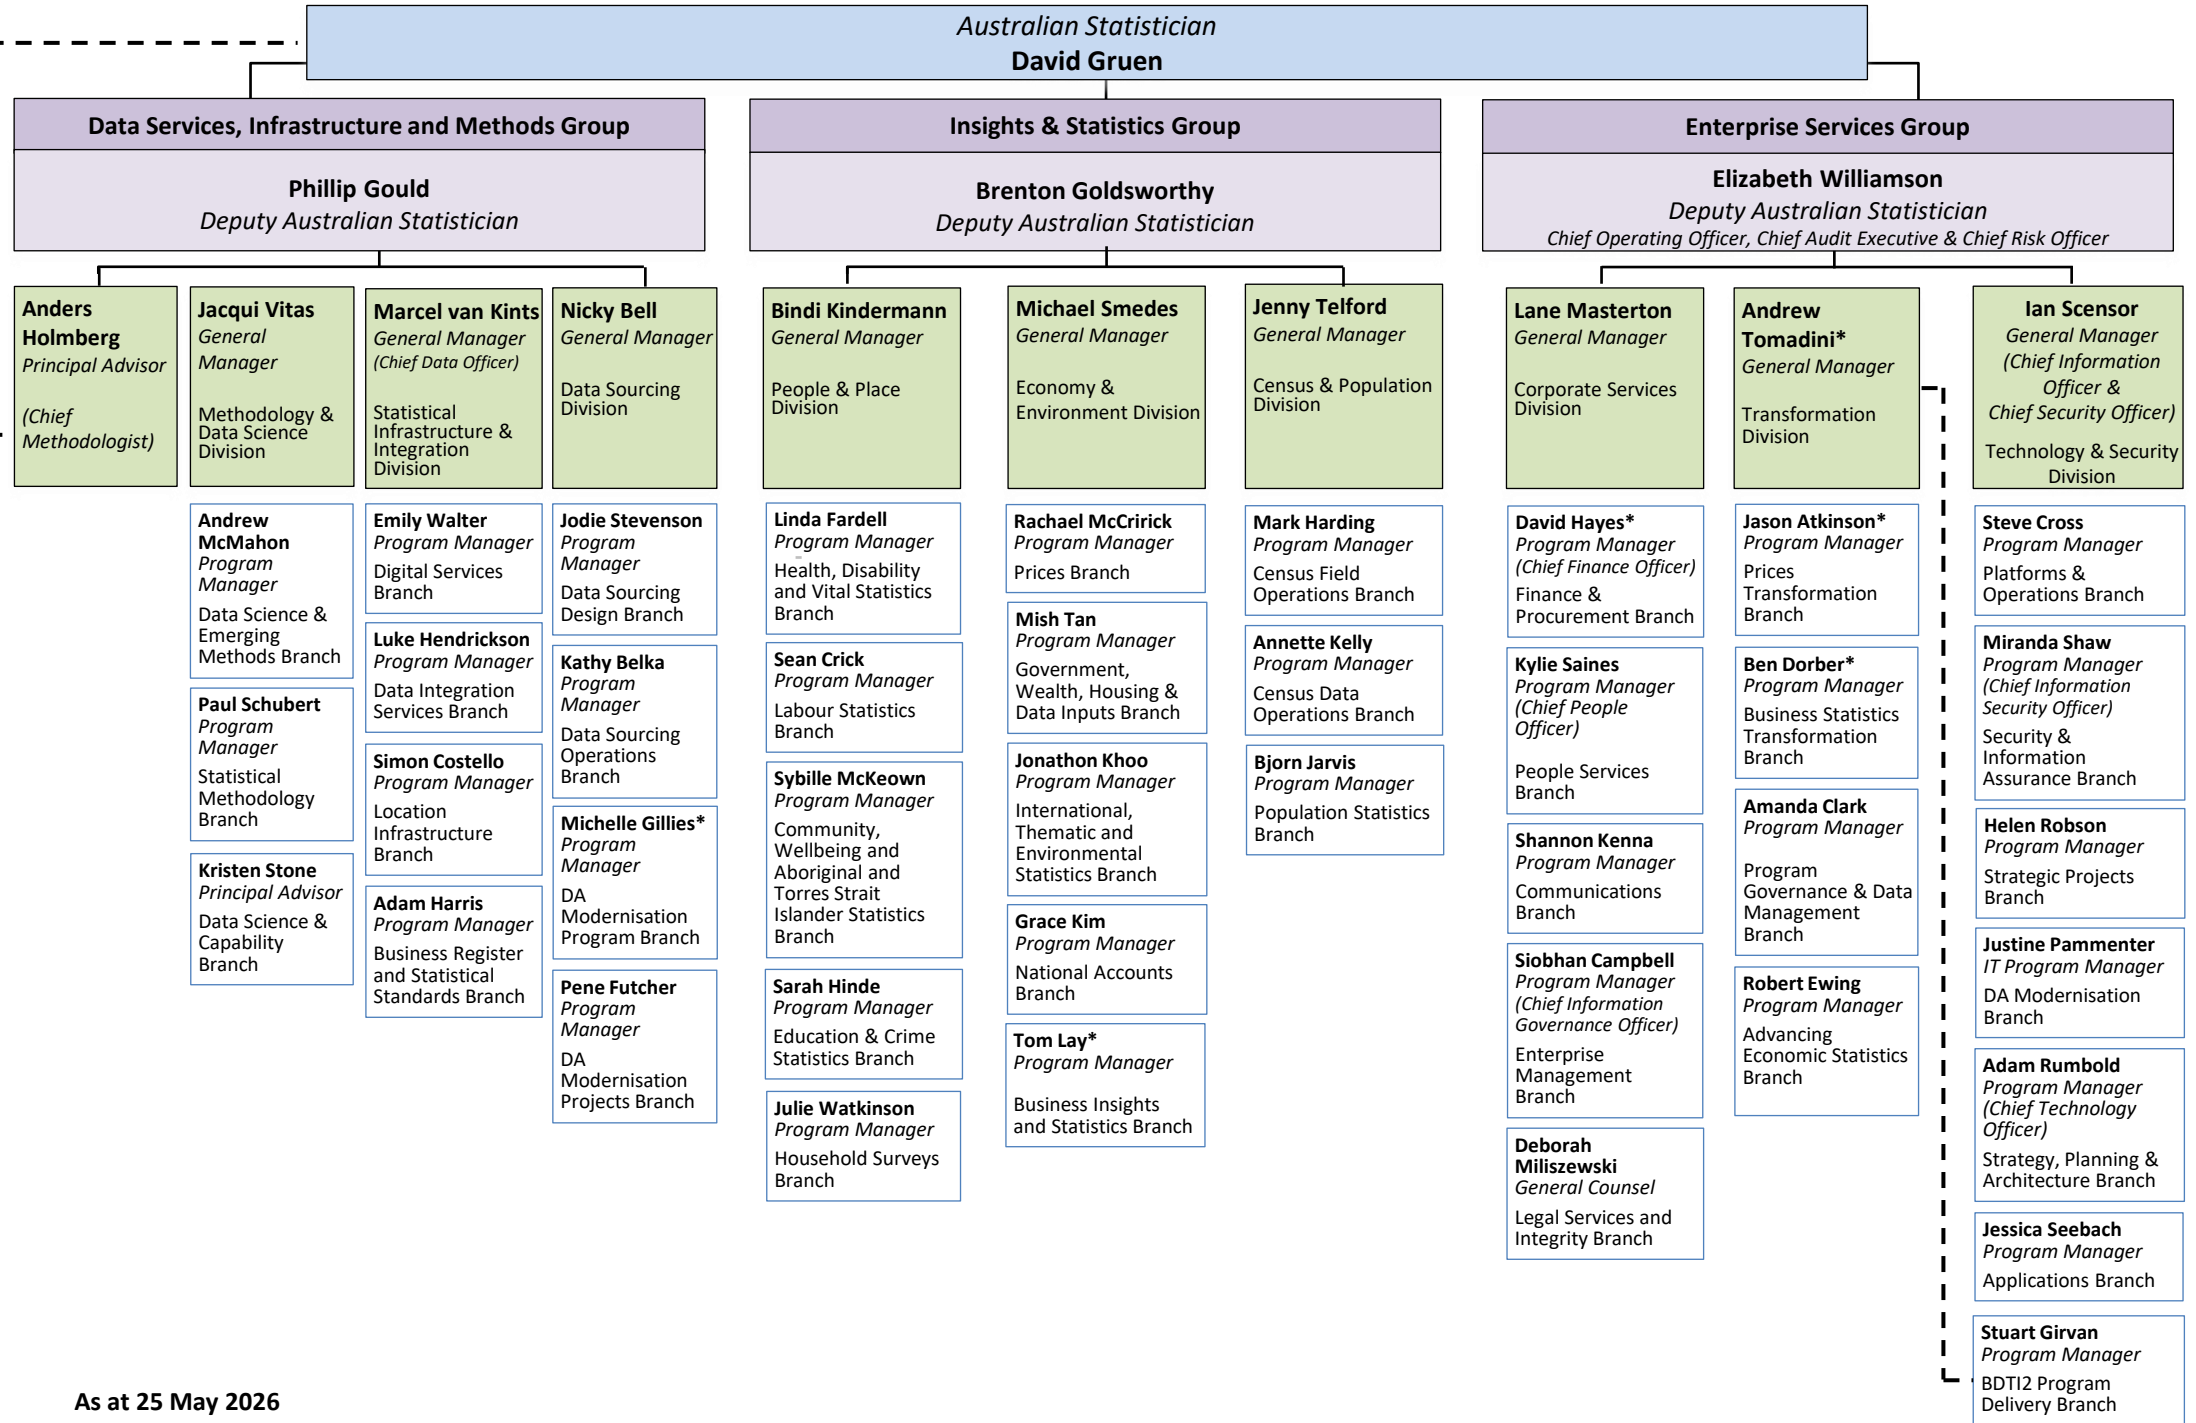 Australian Statistician
David Gruen
Data Services, Infrastructure and Methods Group
Phillip Gould
Deputy Australian Statistician
Insights & Statistics Group
Brenton Goldsworthy
Deputy Australian Statistician
Enterprise Services Group
Elizabeth Williamson
Deputy Australian Statistician
Chief Operating Officer, Chief Audit Executive & Chief Risk Officer
Anders
Holmberg
Principal Advisor
(Chief
Methodologist)
Jacqui Vitas
General
Manager
Methodology &
Data Science
Division
Marcel van Kints
General Manager
(Chief Data Officer)
Statistical
Infrastructure &
Integration
Division
Nicky Bell
General Manager
Data Sourcing
Division
Bindi Kindermann
General Manager
People & Place
Division
Michael Smedes
General Manager
Economy &
Environment Division
Jenny Telford
General Manager
Census & Population
Division
Lane Masterton
General Manager
Corporate Services
Division
Andrew
Tomadini*
General Manager
Transformation
Division
Ian Scensor
General Manager
(Chief Information
Officer &
Chief Security Officer)
Technology & Security
Division
Andrew
McMahon
Program
Manager
Data Science &
Emerging
Methods Branch
Paul Schubert
Program
Manager
Statistical
Methodology
Branch
Kristen Stone
Principal Advisor
Data Science &
Capability
Branch
Emily Walter
Program Manager
Digital Services
Branch
Luke Hendrickson
Program Manager
Data Integration
Services Branch
Simon Costello
Program Manager
Location
Infrastructure
Branch
Adam Harris
Program Manager
Business Register
and Statistical
Standards Branch
Jodie Stevenson
Program
Manager
Data Sourcing
Design Branch
Kathy Belka
Program
Manager
Data Sourcing
Operations
Branch
Michelle Gillies*
Program
Manager
DA
Modernisation
Program Branch
Pene Futcher
Program
Manager
DA
Modernisation
Projects Branch
Linda Fardell
Program Manager
Health, Disability
and Vital Statistics
Branch
Sean Crick
Program Manager
Labour Statistics
Branch
Sybille McKeown
Program Manager
Community,
Wellbeing and
Aboriginal and
Torres Strait
Islander Statistics
Branch
Sarah Hinde
Program Manager
Education & Crime
Statistics Branch
Julie Watkinson
Program Manager
Household Surveys
Branch
Rachael McCririck
Program Manager
Prices Branch
Mish Tan
Program Manager
Government,
Wealth, Housing &
Data Inputs Branch
Jonathon Khoo
Program Manager
International,
Thematic and
Environmental
Statistics Branch
Grace Kim
Program Manager
National Accounts
Branch
Tom Lay*
Program Manager
Business Insights
and Statistics Branch
Mark Harding
Program Manager
Census Field
Operations Branch
Annette Kelly
Program Manager
Census Data
Operations Branch
Bjorn Jarvis
Program Manager
Population Statistics
Branch
David Hayes*
Program Manager
(Chief Finance Officer)
Finance &
Procurement Branch
Kylie Saines
Program Manager
(Chief People
Officer)
People Services
Branch
Shannon Kenna
Program Manager
Communications
Branch
Siobhan Campbell
Program Manager
(Chief Information
Governance Officer)
Enterprise
Management
Branch
Deborah
Miliszewski
General Counsel
Legal Services and
Integrity Branch
Jason Atkinson*
Program Manager
Prices
Transformation
Branch
Ben Dorber*
Program Manager
Business Statistics
Transformation
Branch
Amanda Clark
Program Manager
Program
Governance & Data
Management
Branch
Robert Ewing
Program Manager
Advancing
Economic Statistics
Branch
Steve Cross
Program Manager
Platforms &
Operations Branch
Miranda Shaw
Program Manager
(Chief Information
Security Officer)
Security &
Information
Assurance Branch
Helen Robson
Program Manager
Strategic Projects
Branch
Justine Pammenter
IT Program Manager
DA Modernisation
Branch
Adam Rumbold
Program Manager
(Chief Technology
Officer)
Strategy, Planning &
Architecture Branch
Jessica Seebach
Program Manager
Applications Branch
Stuart Girvan
Program Manager
BDTI2 Program
Delivery Branch
As at 25 May 2026